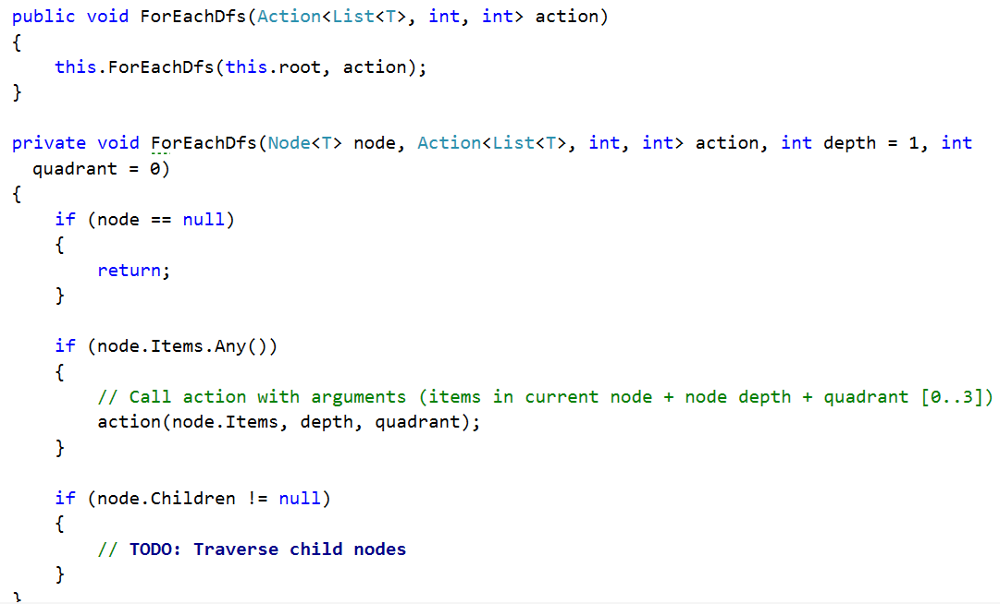 public void ForEachDfs(Action<List<T>, int, int> action)
{
    this.ForEachDfs(this.root, action);
}

private void ForEachDfs(Node<T> node, Action<List<T>, int, int> action, int depth = 1, int
  quadrant = 0)
{
    if (node == null)
    {
        return;
    }

    if (node.Items.Any())
    {
        // Call action with arguments (items in current node + node depth + quadrant [0..3])
        action(node.Items, depth, quadrant);
    }

    if (node.Children != null)
    {
        // TODO: Traverse child nodes
    }
}